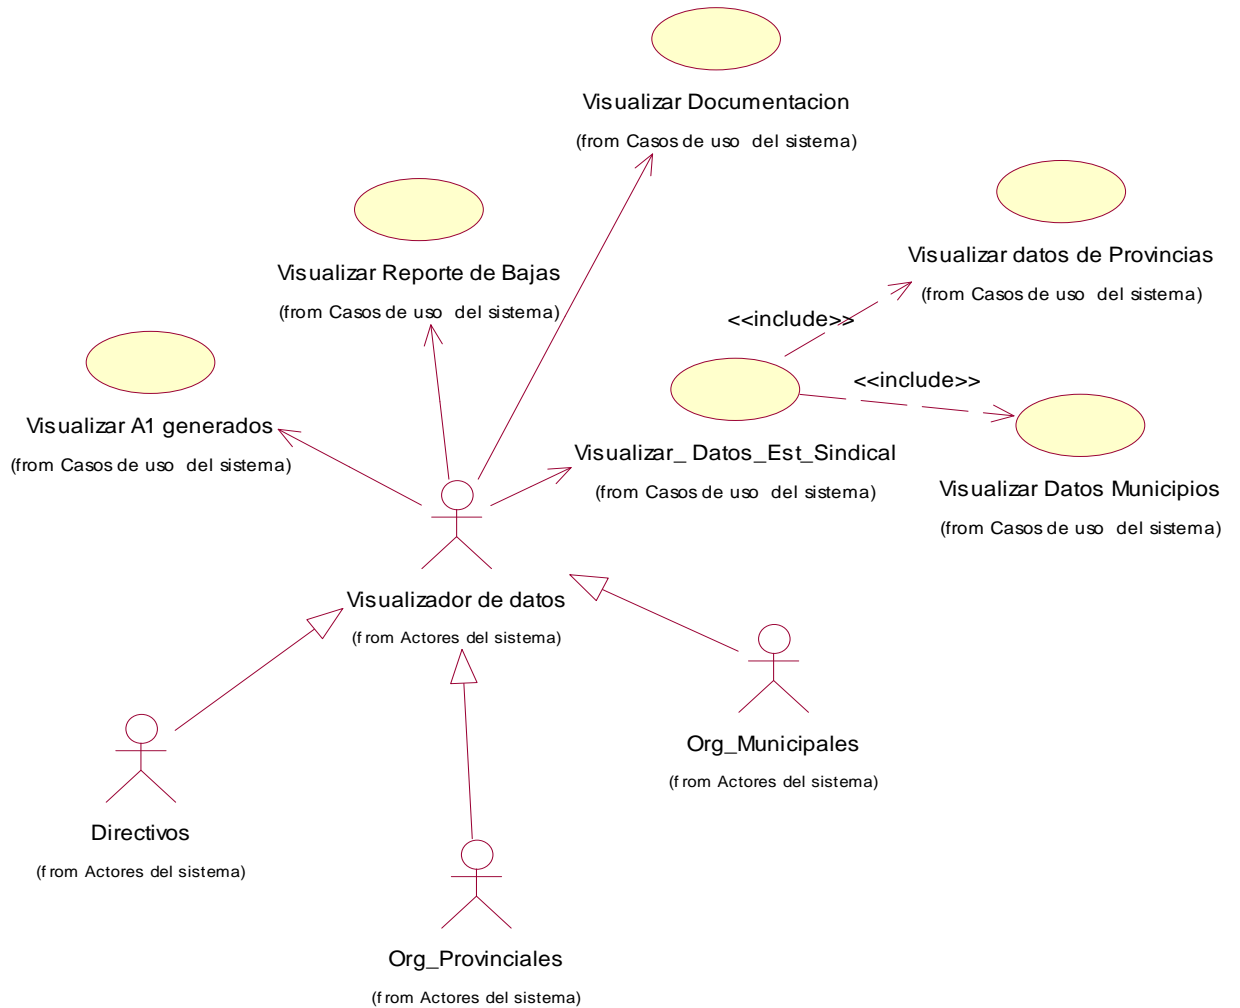 Visualizar Documentacion
(from Casos de uso del sistema)
Visualizar datos de Provincias
(from Casos de uso del sistema)
Visualizar Reporte de Bajas
(from Casos de uso del sistema)
<<include>>
<<include>>
Visualizar A1 generados
(from Casos de uso del sistema)
Visualizar_ Datos_Est_Sindical
(from Casos de uso del sistema)
Visualizar Datos Municipios
(from Casos de uso del sistema)
Visualizador de datos
(from Actores del sistema)
Org_Municipales
(from Actores del sistema)
Directivos
(from Actores del sistema)
Org_Provinciales
(from Actores del sistema)